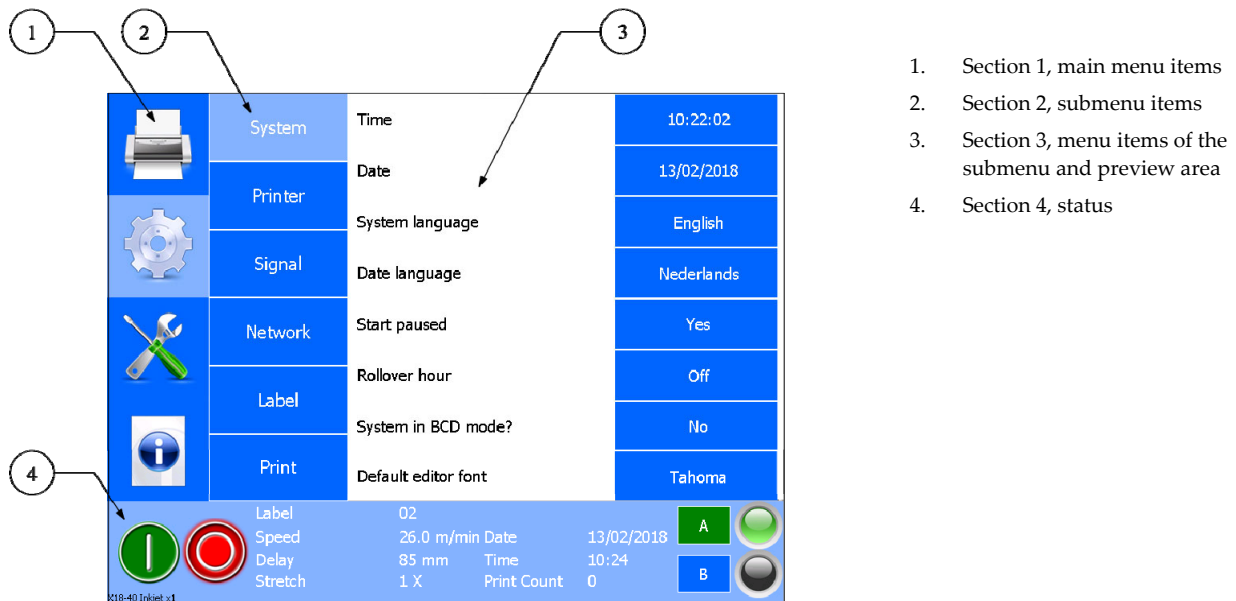 1
2
3
1. Section 1, main menu items
2. Section 2, submenu items
3. Section 3, menu items of the
submenu and preview area
4. Section 4, status
System
Printer
Signal
Network
Label
Print
Time 10:22:02
Date 13/02/2018
System language English
Date language Nederlands
Start paused Yes
Rollover hour Off
System in BCD mode? No
Default editor font Tahoma
4
Label 02
Speed 26.0 m/min Date 13/02/2018
Delay 85 mm Time 10:24
Stretch 1 X Print Count 0
A
B
X18-40 Inkjet x1